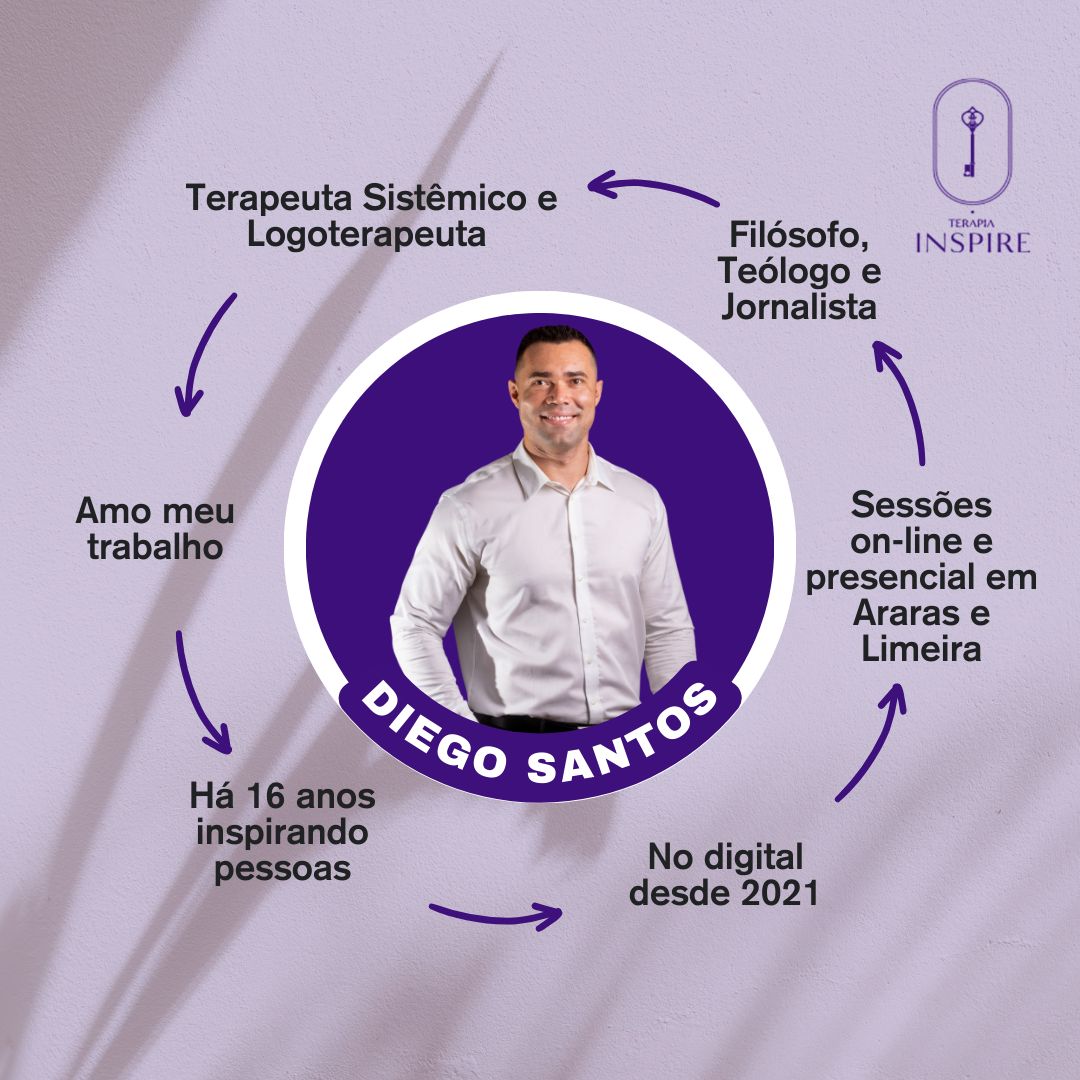 TERAPIA
INSPIRE
Terapeuta Sistêmico e
Logoterapeuta
Filósofo,
Teólogo e
Jornalista
Amo meu
trabalho
Sessões
on-line e
presencial em
Araras e
Limeira
DIEGO SANTOS
Há 16 anos
inspirando
pessoas
No digital
desde 2021